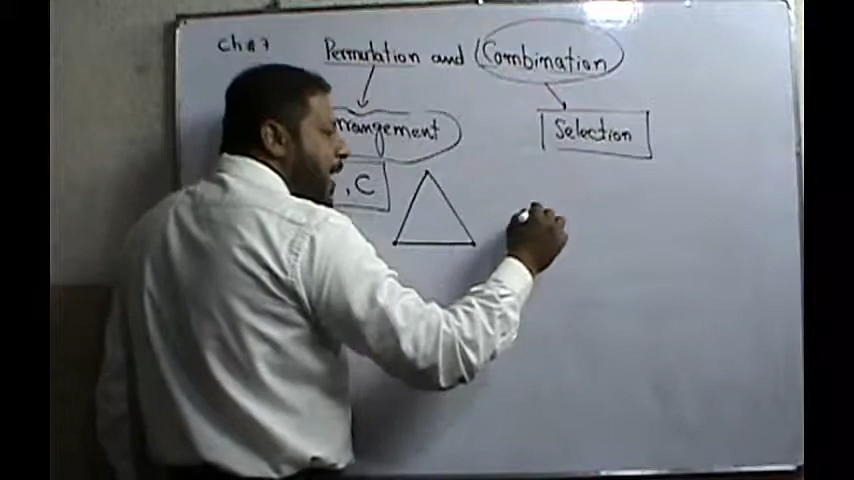 Ch # 7
Permutation and Combination
rrangement
Selection
, C